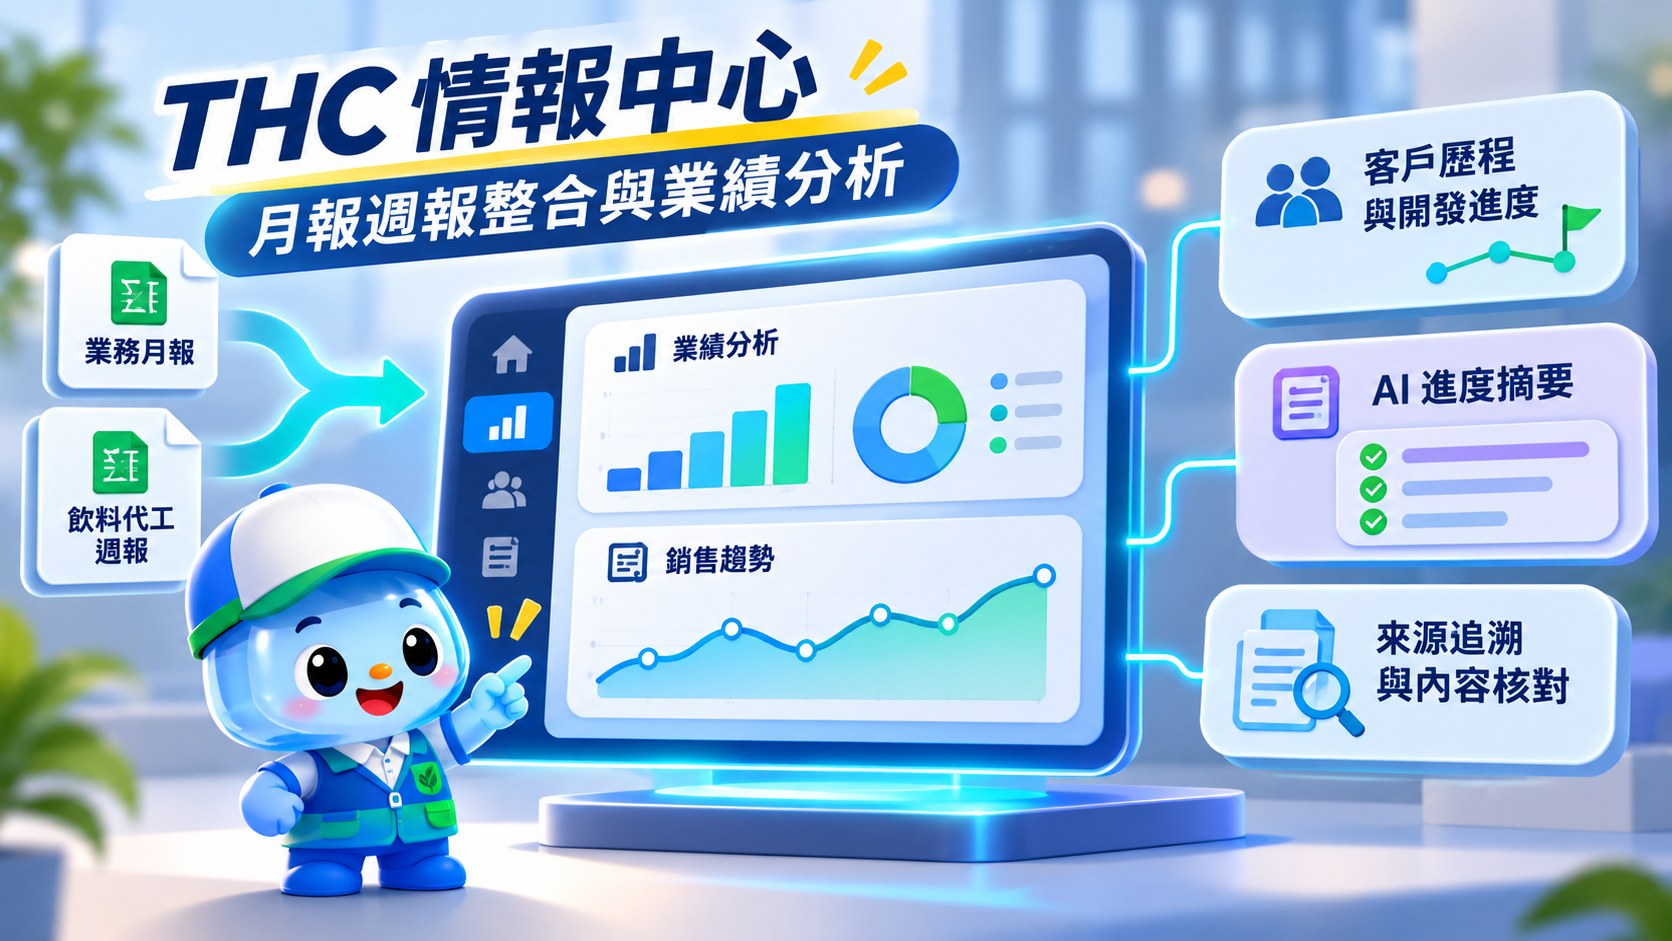 THC 情報中心
月報週報整合與業績分析
業務月報
飲料代工
週報
業績分析
銷售趨勢
客戶歷程
與開發進度
AI 進度摘要
來源追溯
與內容核對